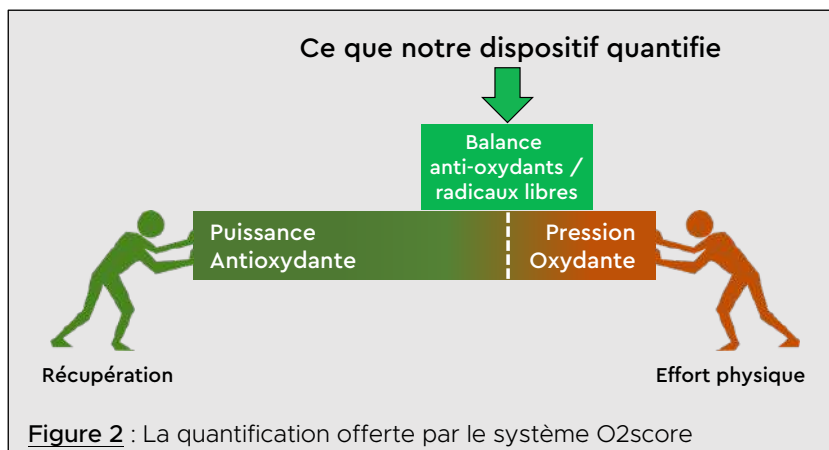 Ce que notre dispositif quantifie
Balance
anti-oxydants /
radicaux libres
Puissance
Antioxydante
Pression
Oxydante
Récupération
Effort physique
Figure 2 : La quantification offerte par le système O2score